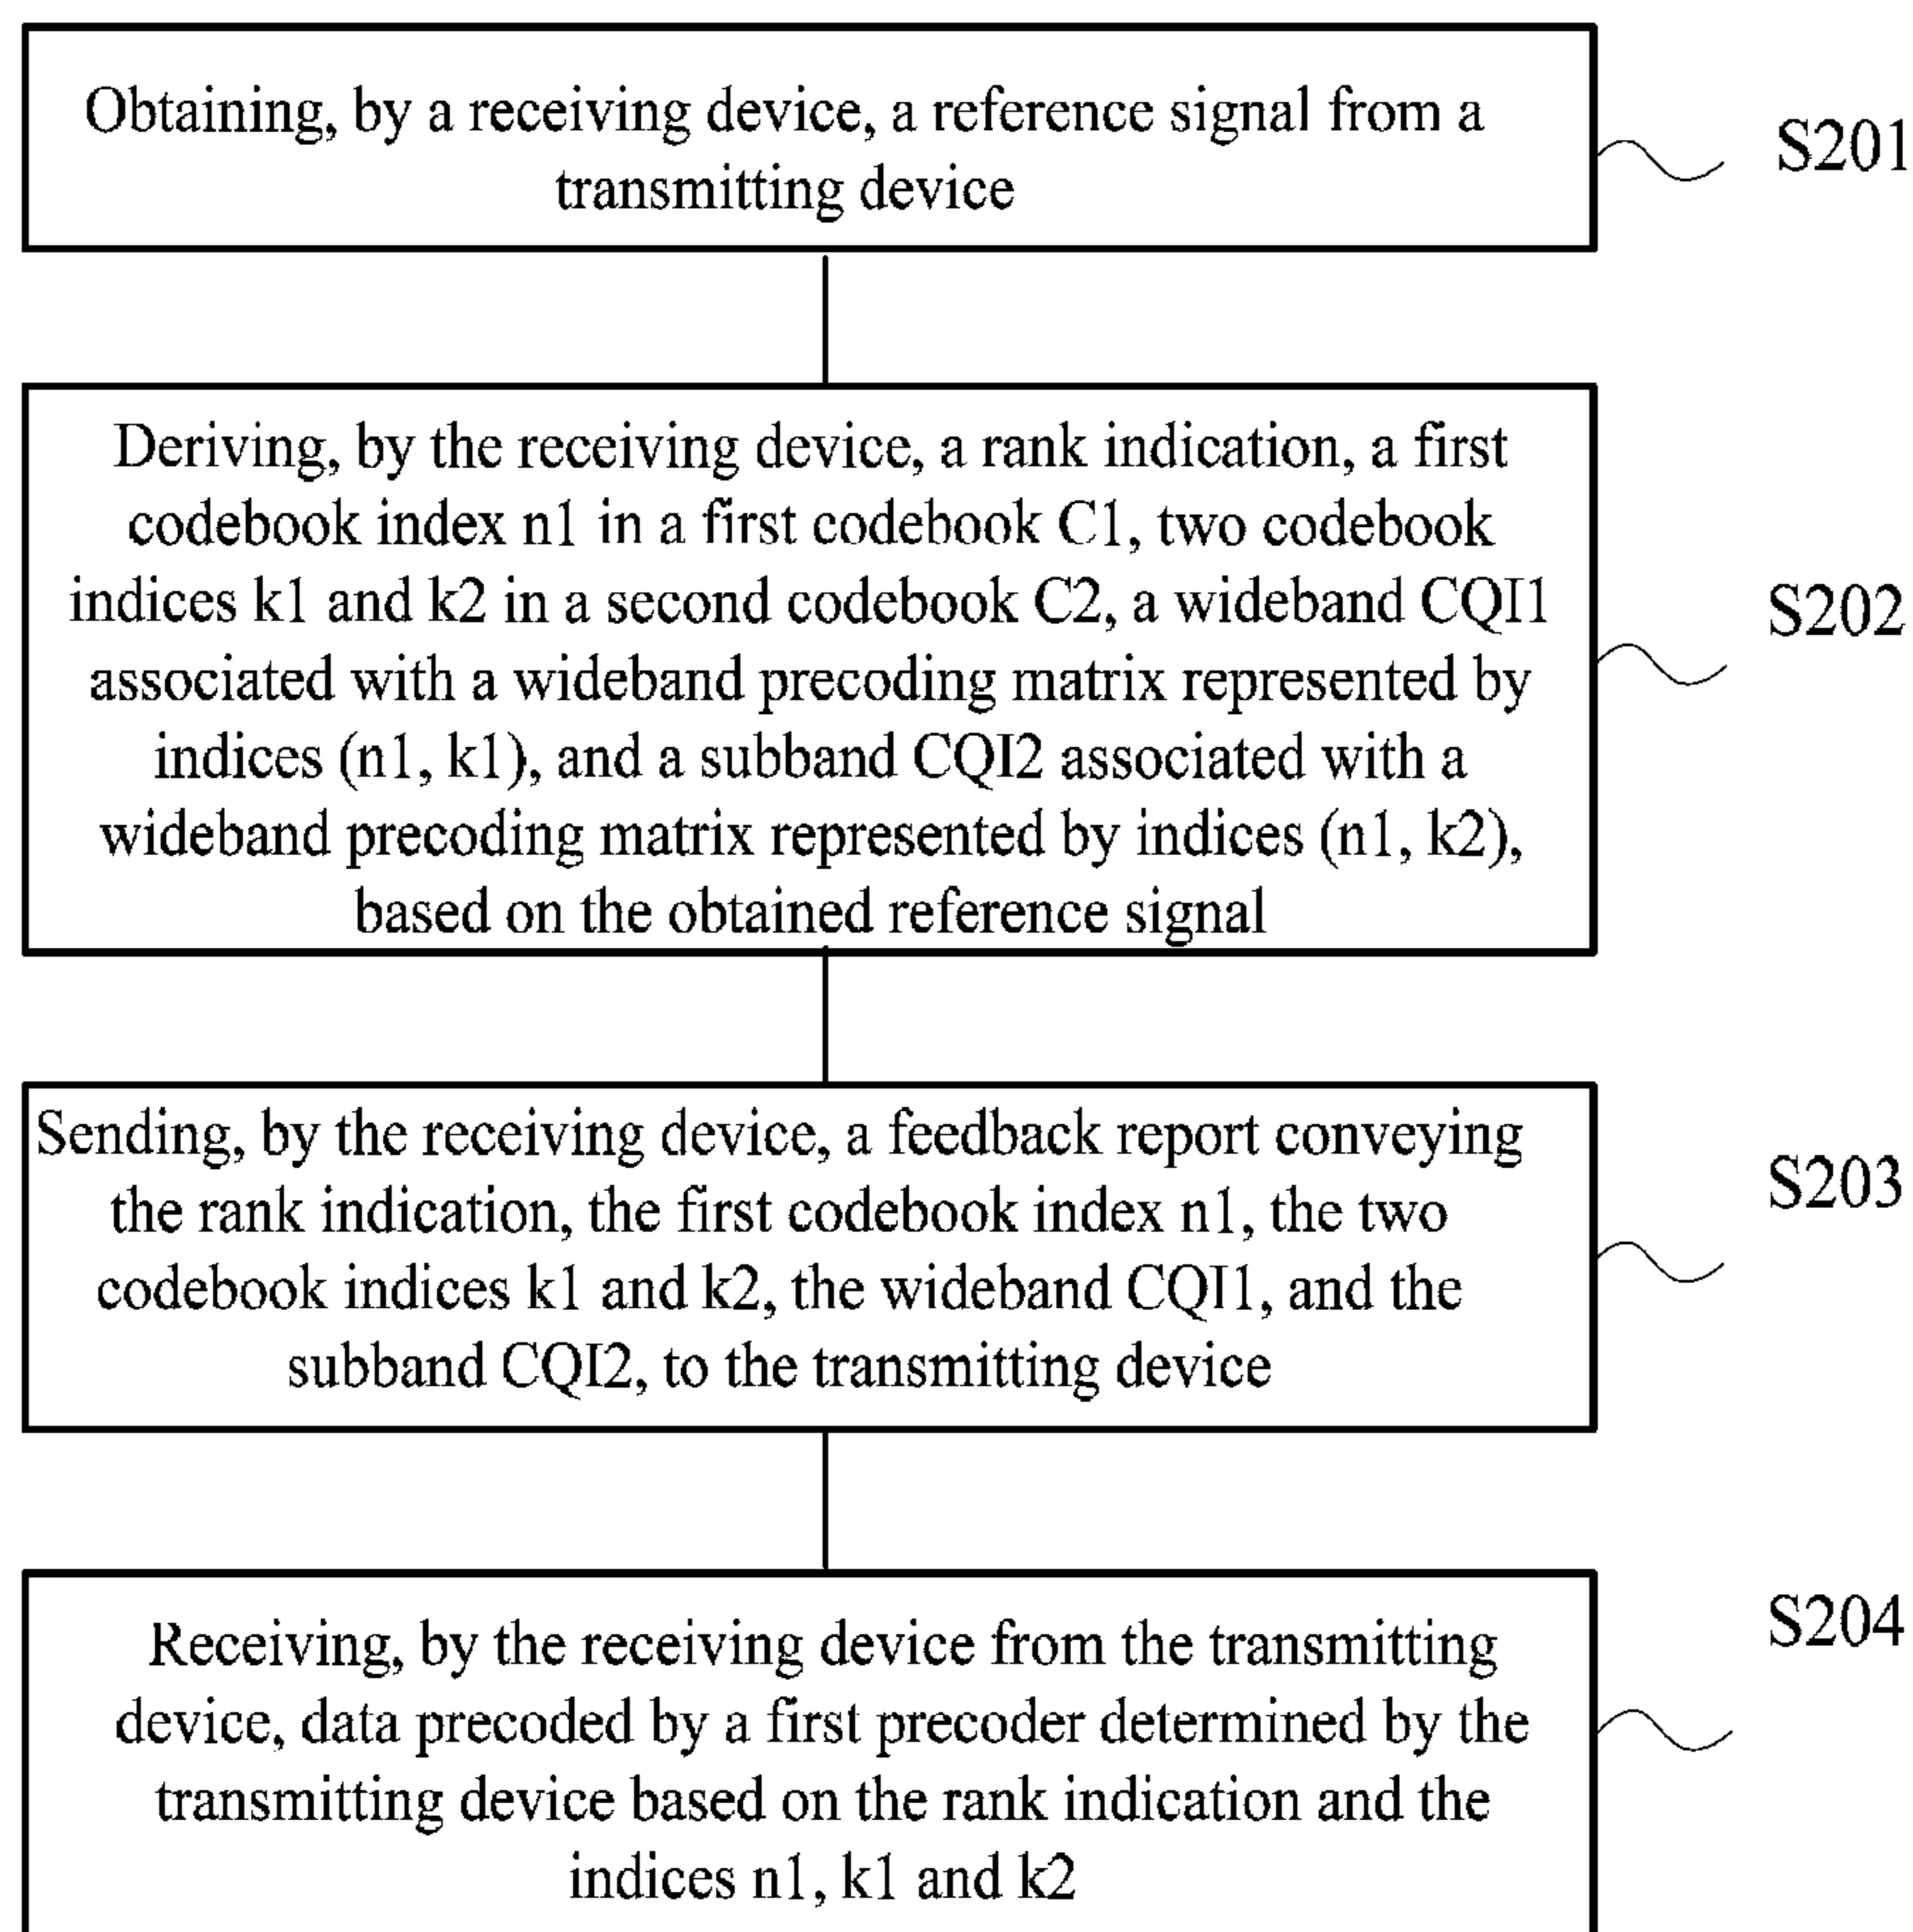 Obtaining, by a receiving device, a reference signal from a
transmitting device
S201
Deriving, by the receiving device, a rank indication, a first
codebook index n1 in a first codebook C1, two codebook
indices k1 and k2 in a second codebook C2, a wideband CQI1
associated with a wideband precoding matrix represented by
indices (n1, k1), and a subband CQI2 associated with a
wideband precoding matrix represented by indices (n1, k2),
based on the obtained reference signal
S202
Sending, by the receiving device, a feedback report conveying
the rank indication, the first codebook index n1, the two
codebook indices k1 and k2, the wideband CQI1, and the
subband CQI2, to the transmitting device
S203
Receiving, by the receiving device from the transmitting
device, data precoded by a first precoder determined by the
transmitting device based on the rank indication and the
indices n1, k1 and k2
S204